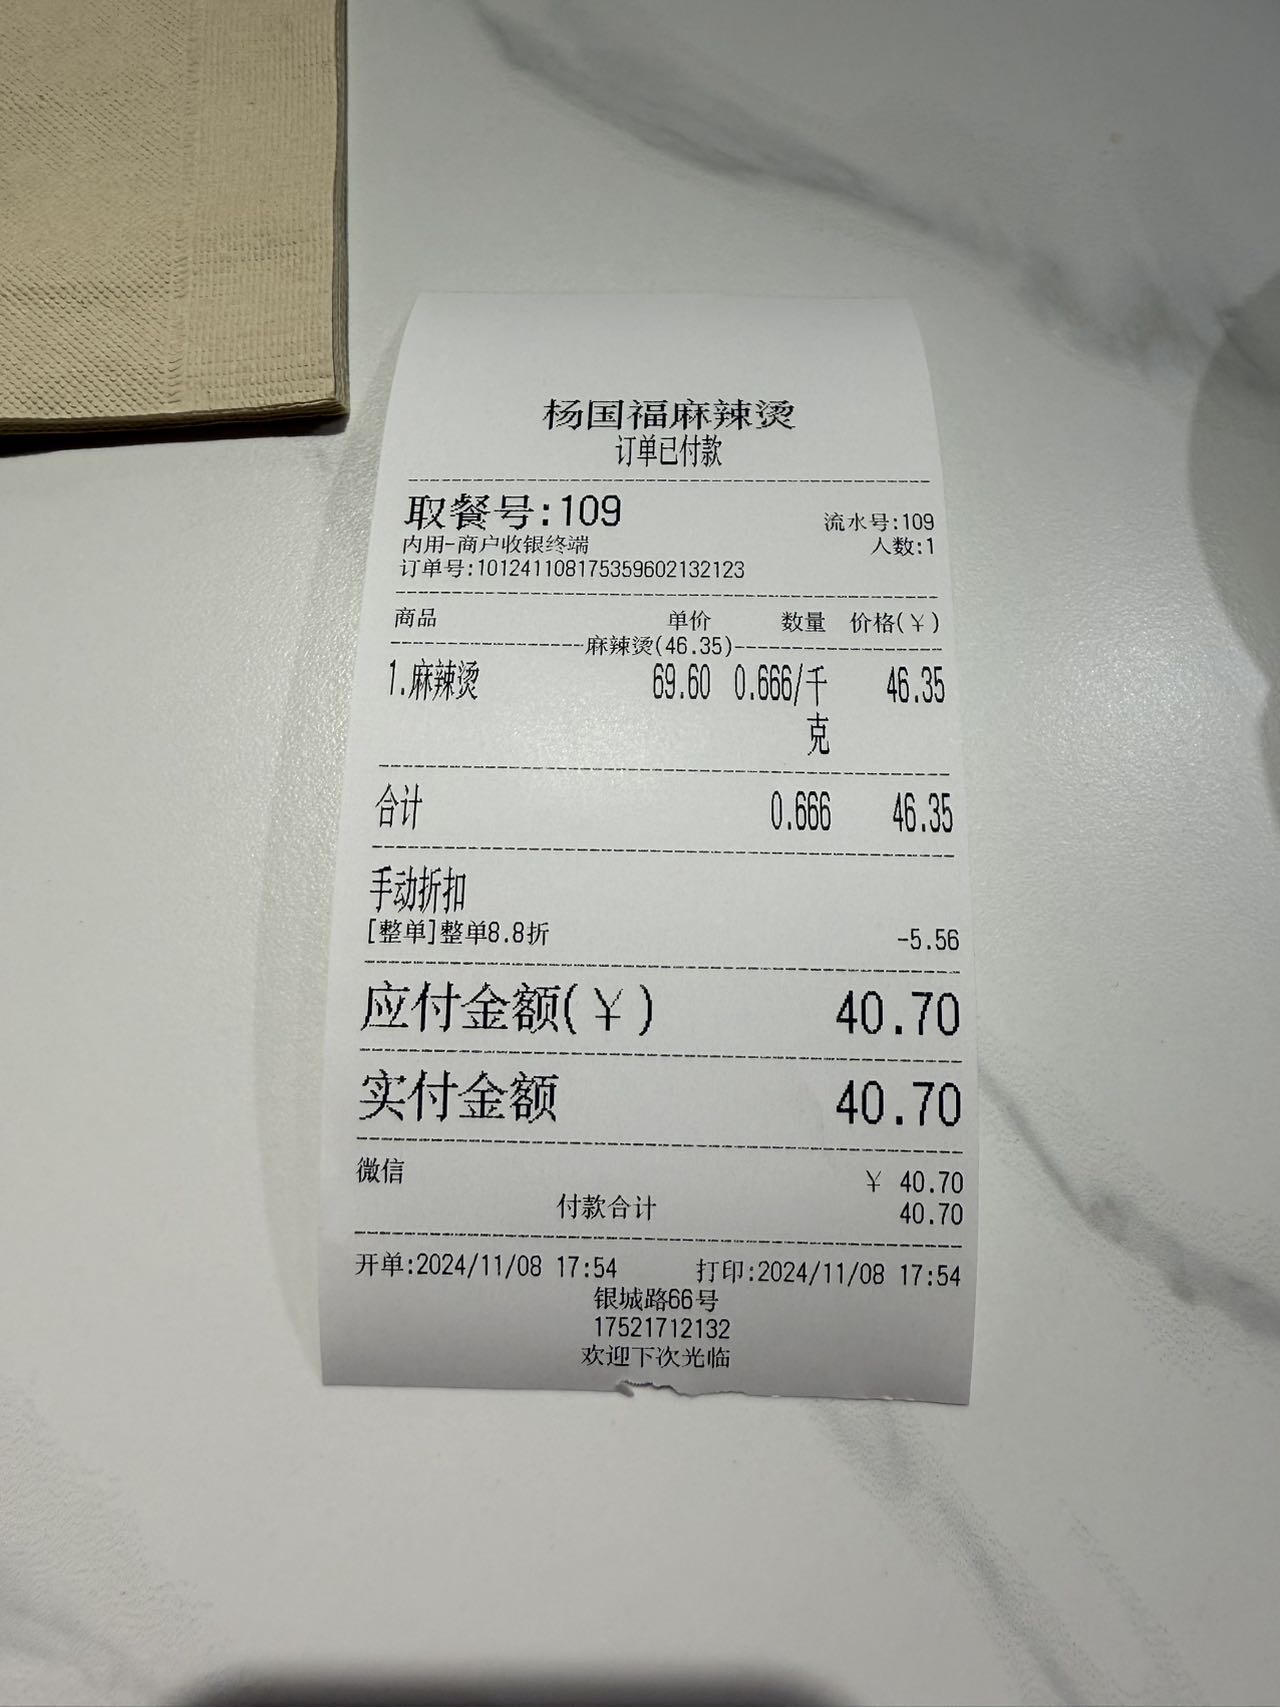 杨国福麻辣烫
订单已付款
取餐号:109 流水号:109
内用-商户收银终端 人数:1
订单号:101241108175359602132123
商品 单价 数量 价格(¥)
麻辣烫(46.35)
1.麻辣烫 69.60 0.666/千克 46.35
合计 0.666 46.35
手动折扣
[整单]整单8.8折 -5.56
应付金额(¥) 40.70
实付金额 40.70
微信 ¥ 40.70
付款合计 40.70
开单:2024/11/08 17:54 打印:2024/11/08 17:54
银城路66号
17521712132
欢迎下次光临